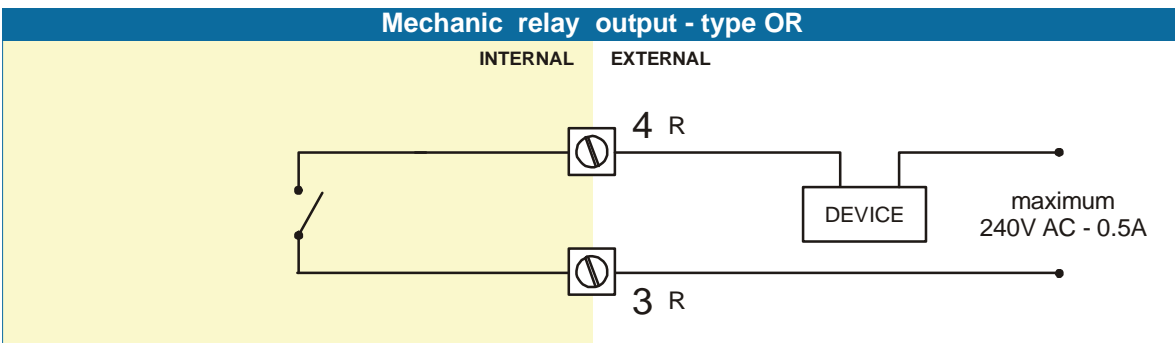 Mechanic relay output - type OR
INTERNAL EXTERNAL
4 R
DEVICE
maximum
240V AC - 0.5A
3 R